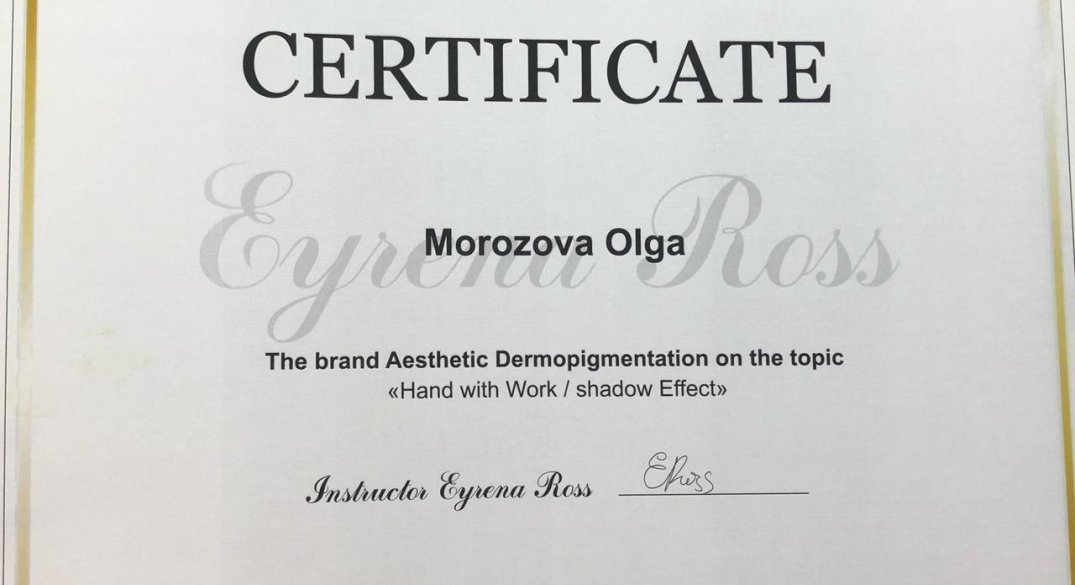 CERTIFICATE
Eyrena Ross
Morozova Olga
The brand Aesthetic Dermopigmentation on the topic
«Hand with Work / shadow Effect»
Instructor Eyrena Ross ERoss